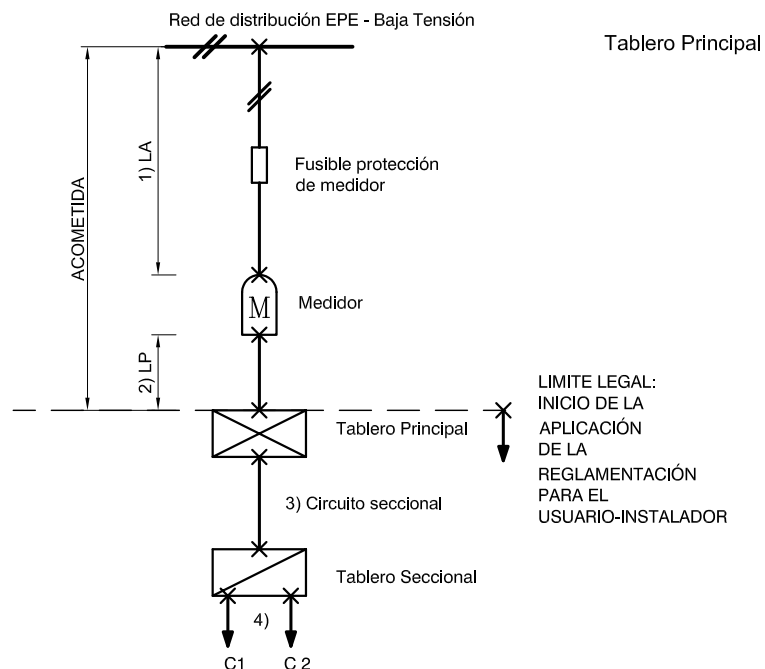 Red de distribución EPE - Baja Tensión
Tablero Principal
1) LA
ACOMETIDA
Fusible protección
de medidor
M
Medidor
2) LP
LIMITE LEGAL:
INICIO DE LA
APLICACIÓN
DE LA
REGLAMENTACIÓN
PARA EL
USUARIO-INSTALADOR
Tablero Principal
3) Circuito seccional
Tablero Seccional
4)
C1
C 2